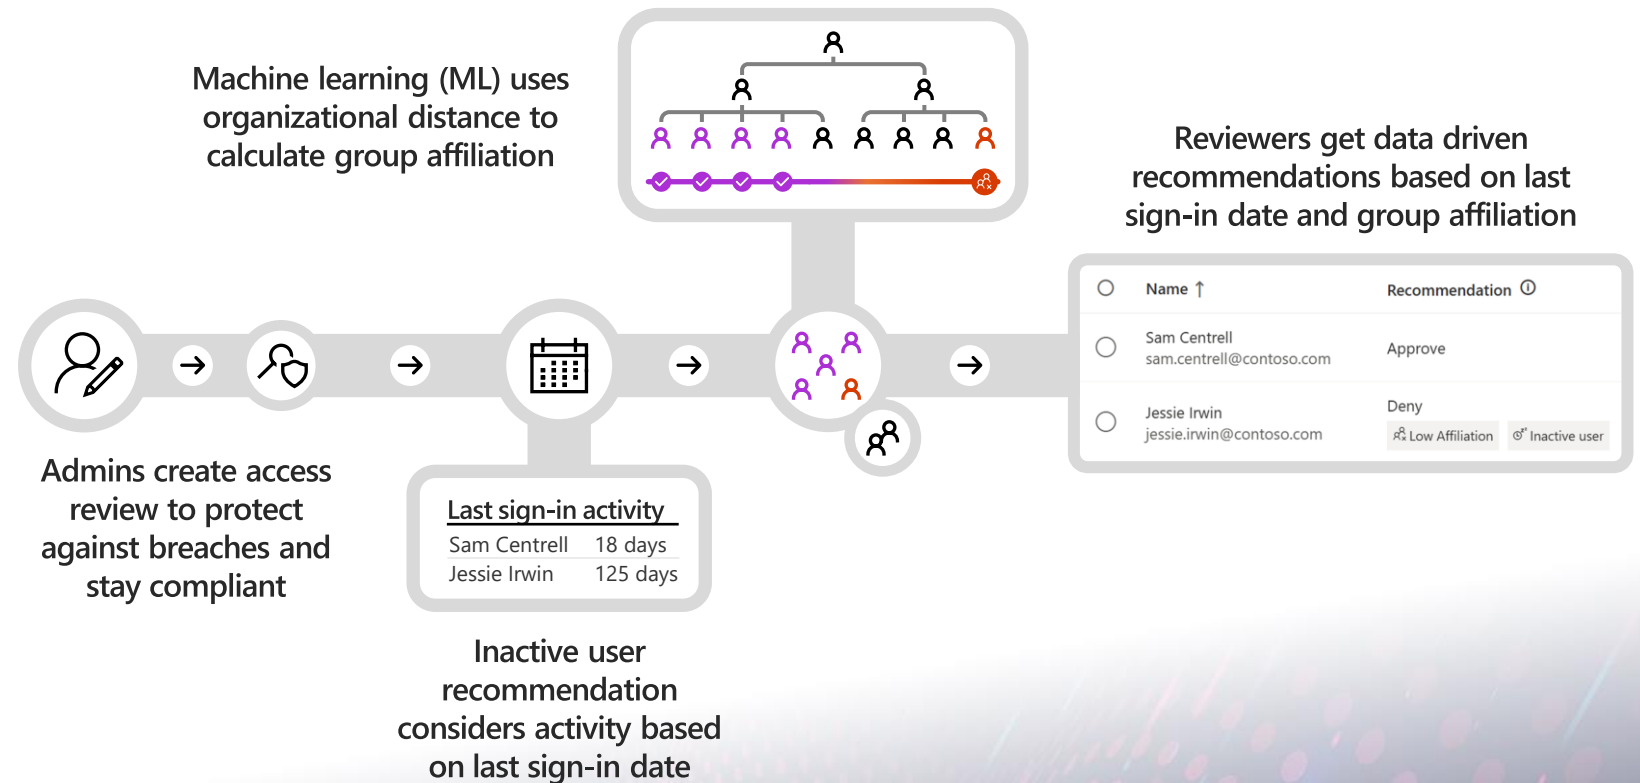 Machine learning (ML) uses
organizational distance to
calculate group affiliation
Reviewers get data driven
recommendations based on last
sign-in date and group affiliation
Name ↑ Recommendation
Sam Centrell
sam.centrell@contoso.com
Approve
Jessie Irwin
jessie.irwin@contoso.com
Deny
Low Affiliation Inactive user
Admins create access
review to protect
against breaches and
stay compliant
Last sign-in activity
Sam Centrell 18 days
Jessie Irwin 125 days
Inactive user
recommendation
considers activity based
on last sign-in date